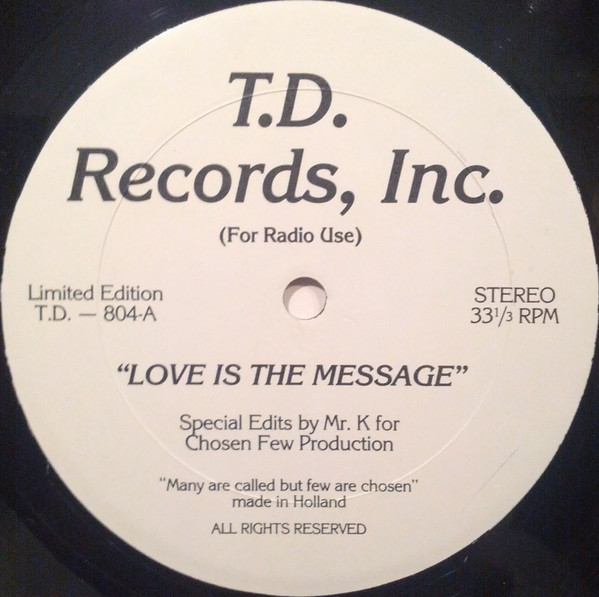 T.D.
Records, Inc.
(For Radio Use)
Limited Edition
T.D. — 804-A
STEREO
33⅓ RPM
“LOVE IS THE MESSAGE”
Special Edits by Mr. K for
Chosen Few Production
“Many are called but few are chosen”
made in Holland
ALL RIGHTS RESERVED